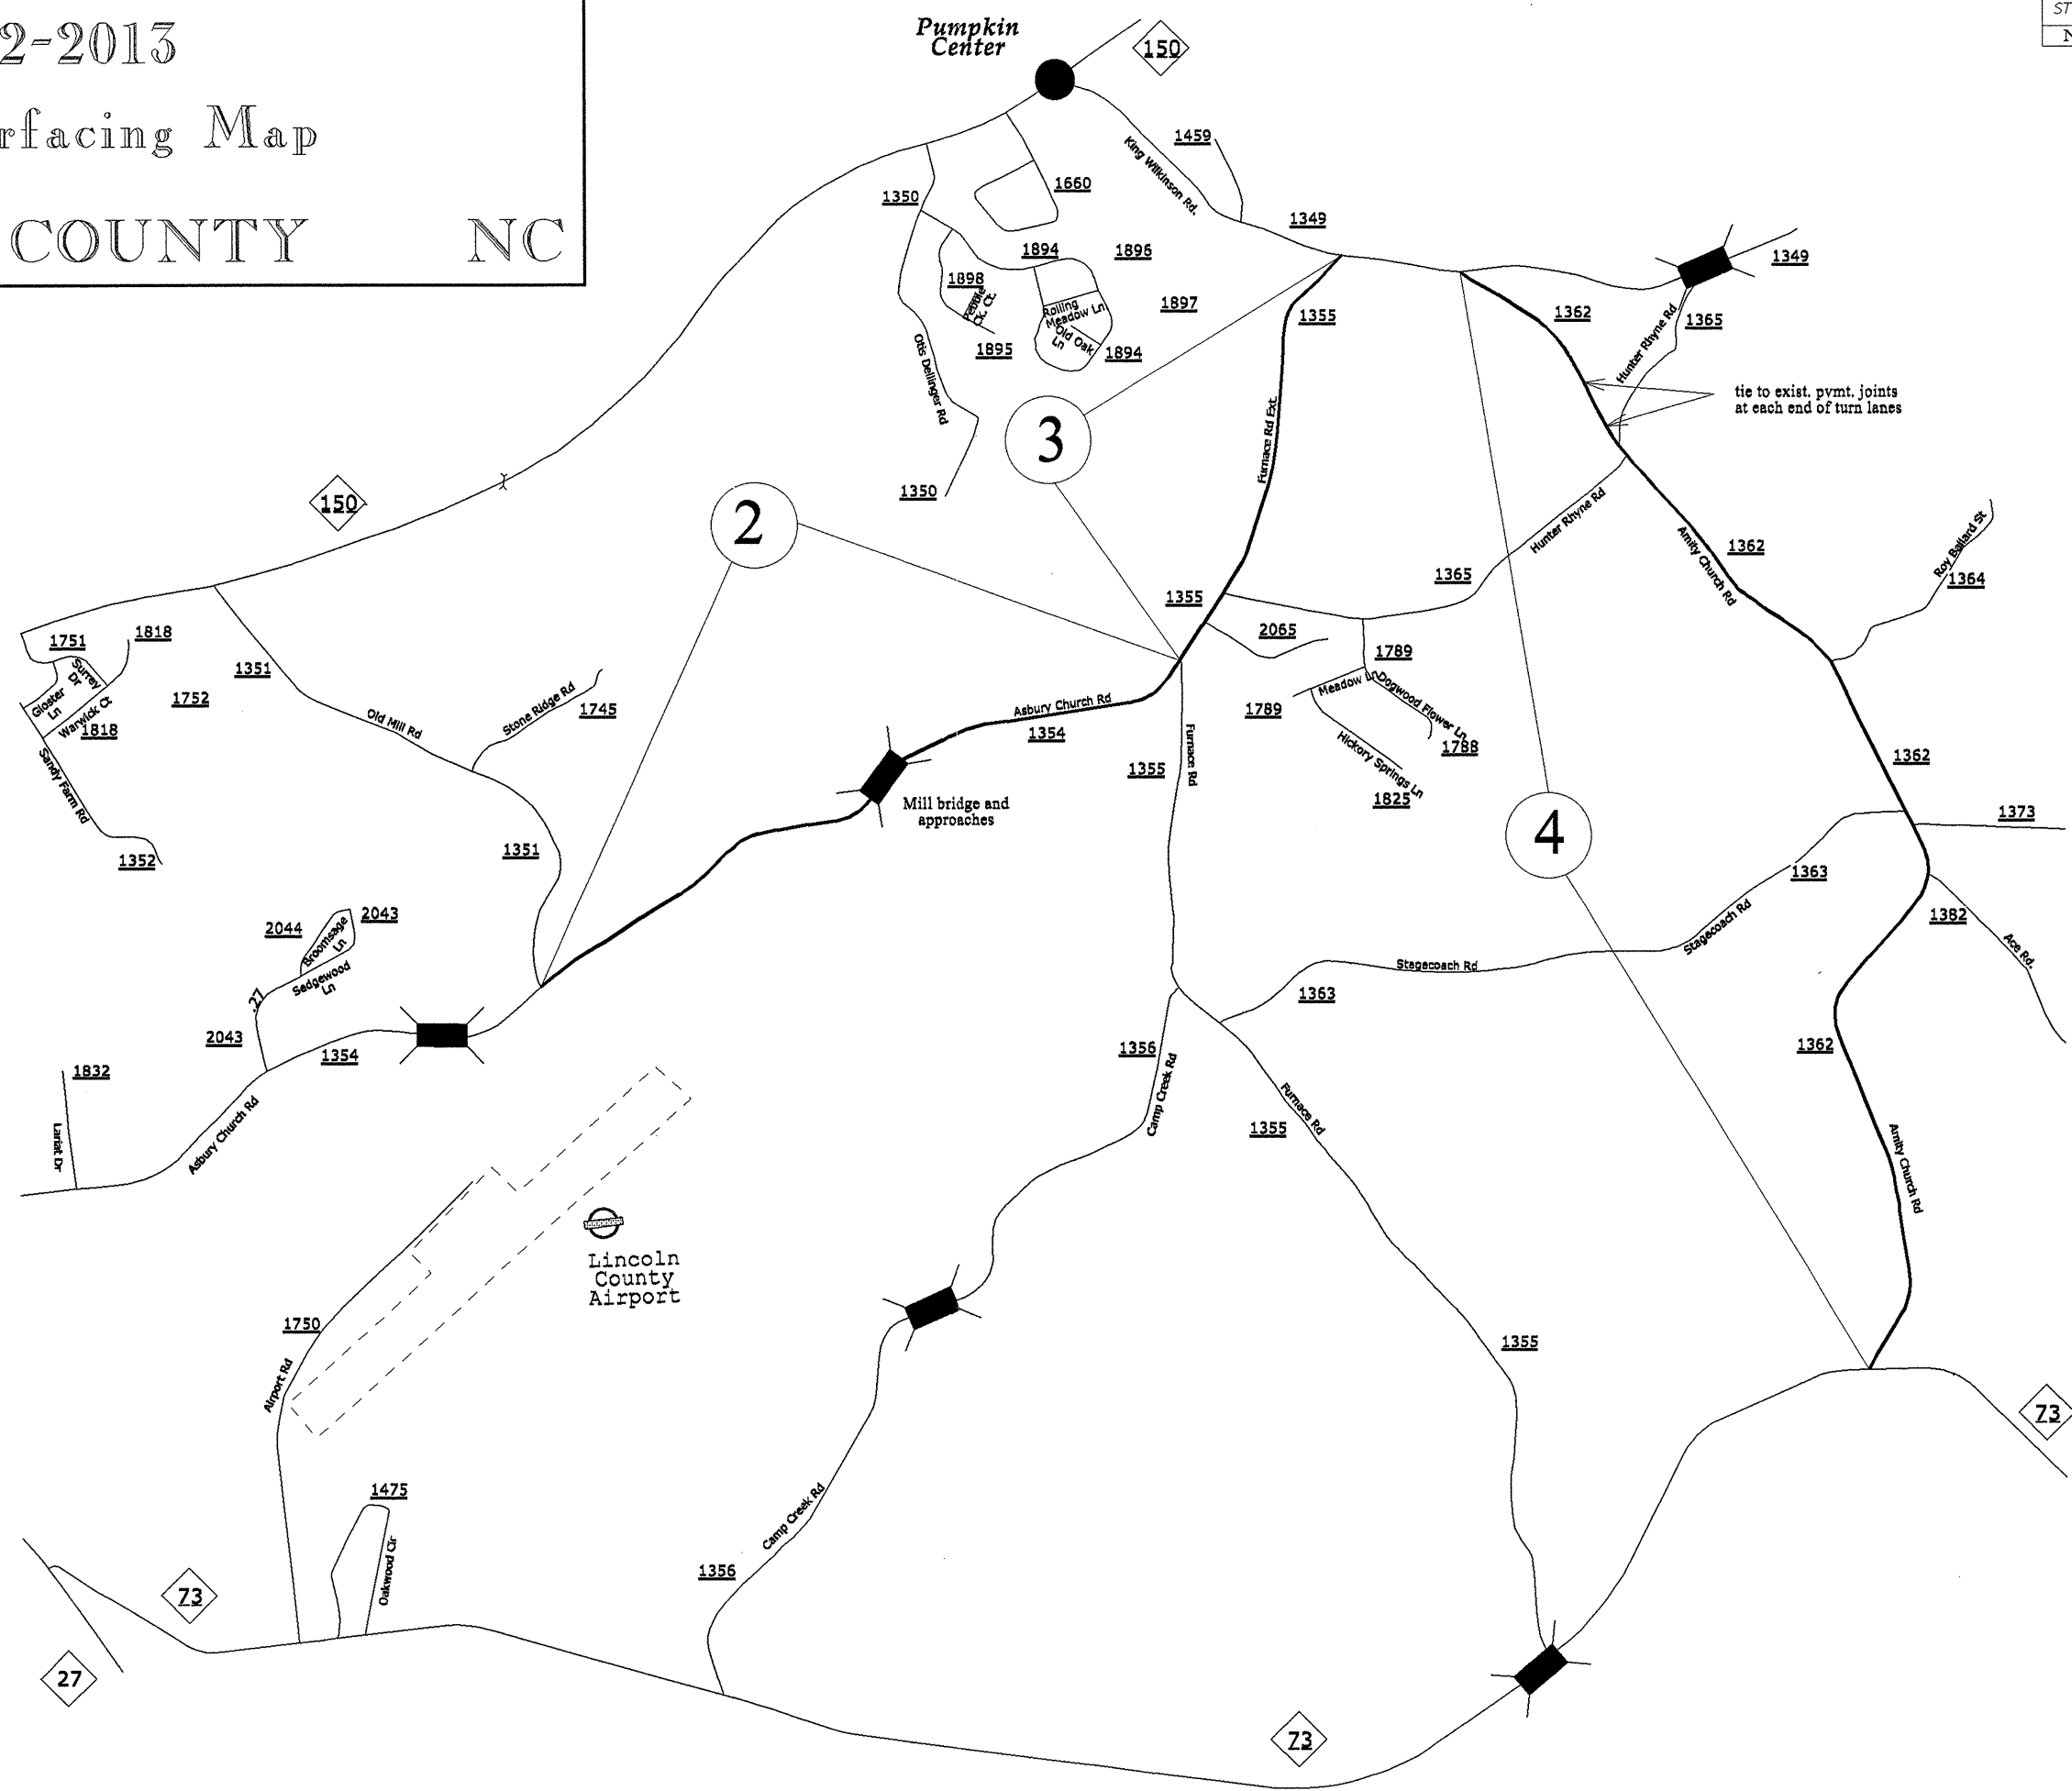 2-2013
rfacing Map
COUNTY NC
ST
N
Pumpkin
Center
150
1459
King Wilkinson Rd.
1660
1350
1349
1349
1894
1896
1898
Pebble
Ck. Ct.
1897
Rolling
Meadow Ln
Old Oak
Ln
1895
1894
1355
1362
Hunter Rhyne Rd
1365
tie to exist. pvmt. joints
at each end of turn lanes
Otis Dellinger Rd
3
Furnace Rd Ext.
1350
150
2
Hunter Rhyne Rd
1365
Amity Church Rd
1362
Roy Ballard St
1364
1355
2065
1789
Meadow Ln
Dogwood Flower Ln
1789
1788
Hickory Springs Ln
1825
1751
1818
Surrey
Dr
Gloster
Ln
Warwick Ct
1818
1351
1752
Old Mill Rd
Stone Ridge Rd
1745
Asbury Church Rd
1354
Furnace Rd
1355
1362
Sandy Farm Rd
1352
Mill bridge and
approaches
1351
4
1373
1363
1382
Ace Rd.
2044
2043
Broomsage
Ln
Sedgewood
Ln
.27
2043
1354
Stagecoach Rd
Stagecoach Rd
1363
1362
1832
Lariat Dr
Asbury Church Rd
1356
Camp Creek Rd
Furnace Rd
1355
Amity Church Rd
Lincoln
County
Airport
1750
Airport Rd
1355
73
1475
Oakwood Cir
Camp Creek Rd
1356
73
27
73